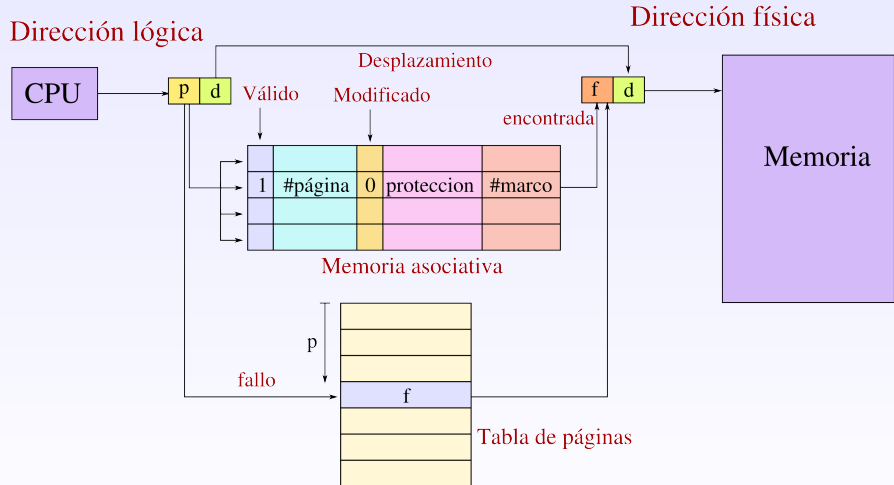 Dirección lógica
Dirección física
CPU
p d
Desplazamiento
f d
Válido
Modificado
encontrada
1 #página 0 proteccion #marco
Memoria
Memoria asociativa
p
fallo
f
Tabla de páginas